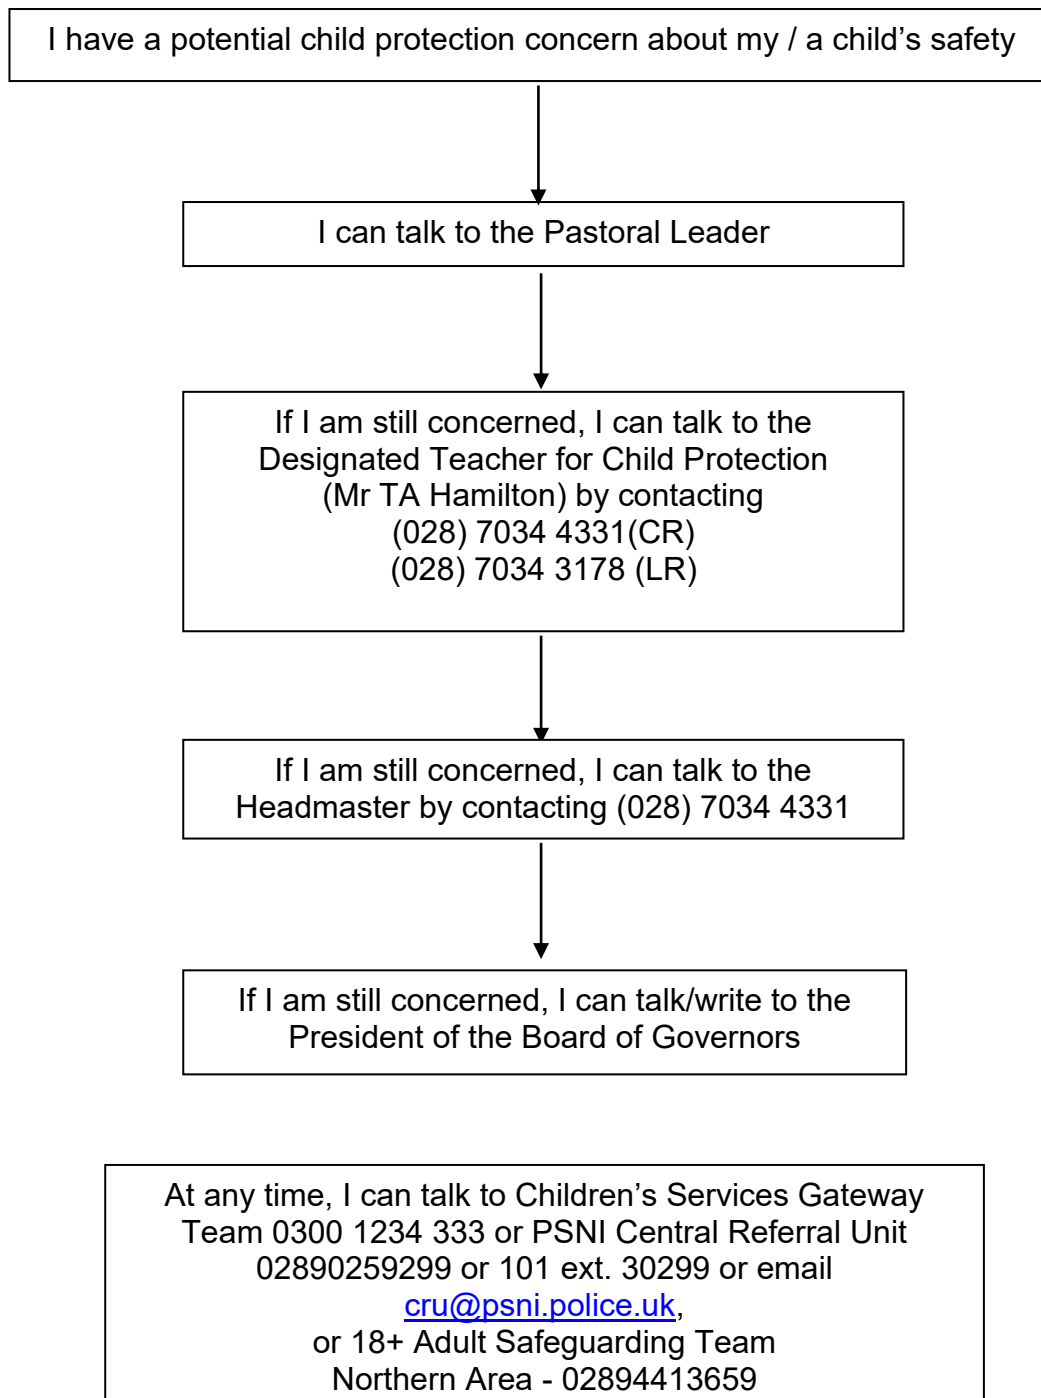 I have a potential child protection concern about my / a child’s safety
I can talk to the Pastoral Leader
If I am still concerned, I can talk to the
Designated Teacher for Child Protection
(Mr TA Hamilton) by contacting
(028) 7034 4331(CR)
(028) 7034 3178 (LR)
If I am still concerned, I can talk to the
Headmaster by contacting (028) 7034 4331
If I am still concerned, I can talk/write to the
President of the Board of Governors
At any time, I can talk to Children’s Services Gateway
Team 0300 1234 333 or PSNI Central Referral Unit
02890259299 or 101 ext. 30299 or email
cru@psni.police.uk,
or 18+ Adult Safeguarding Team
Northern Area - 02894413659